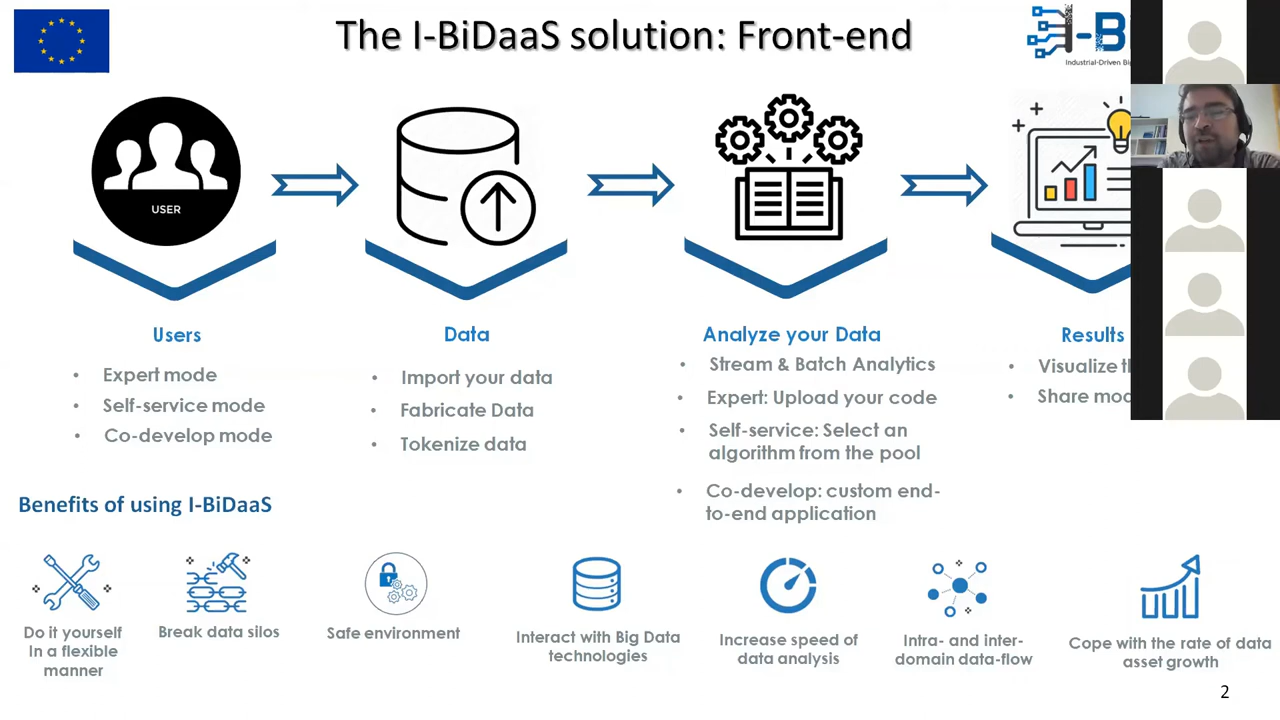 The I-BiDaaS solution: Front-end
I-B
Industrial-Driven
USER
Users
Expert mode
Self-service mode
Co-develop mode
Data
Import your data
Fabricate Data
Tokenize data
Analyze your Data
Stream & Batch Analytics
Expert: Upload your code
Self-service: Select an
algorithm from the pool
Co-develop: custom end-
to-end application
Results
Visualize
Share
Benefits of using I-BiDaaS
Do it yourself
In a flexible
manner
Break data silos
Safe environment
Interact with Big Data
technologies
Increase speed of
data analysis
Intra- and inter-
domain data-flow
Cope with the rate of data
asset growth
2